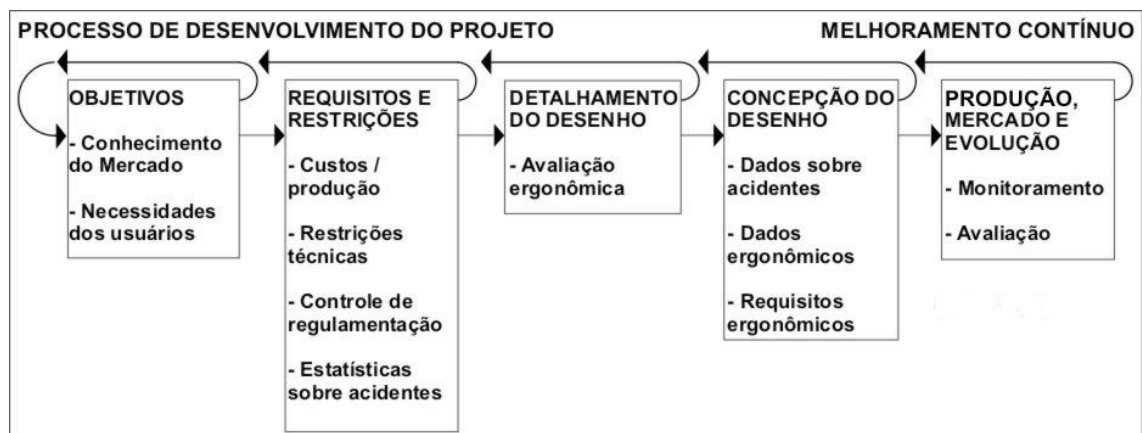 PROCESSO DE DESENVOLVIMENTO DO PROJETO
MELHORAMENTO CONTÍNUO
OBJETIVOS
- Conhecimento
do Mercado
- Necessidades
dos usuários
REQUISITOS E
RESTRIÇÕES
- Custos /
produção
- Restrições
técnicas
- Controle de
regulamentação
- Estatísticas
sobre acidentes
DETALHAMENTO
DO DESENHO
- Avaliação
ergonômica
CONCEPÇÃO DO
DESENHO
- Dados sobre
acidentes
- Dados
ergonômicos
- Requisitos
ergonômicos
PRODUÇÃO,
MERCADO E
EVOLUÇÃO
- Monitoramento
- Avaliação